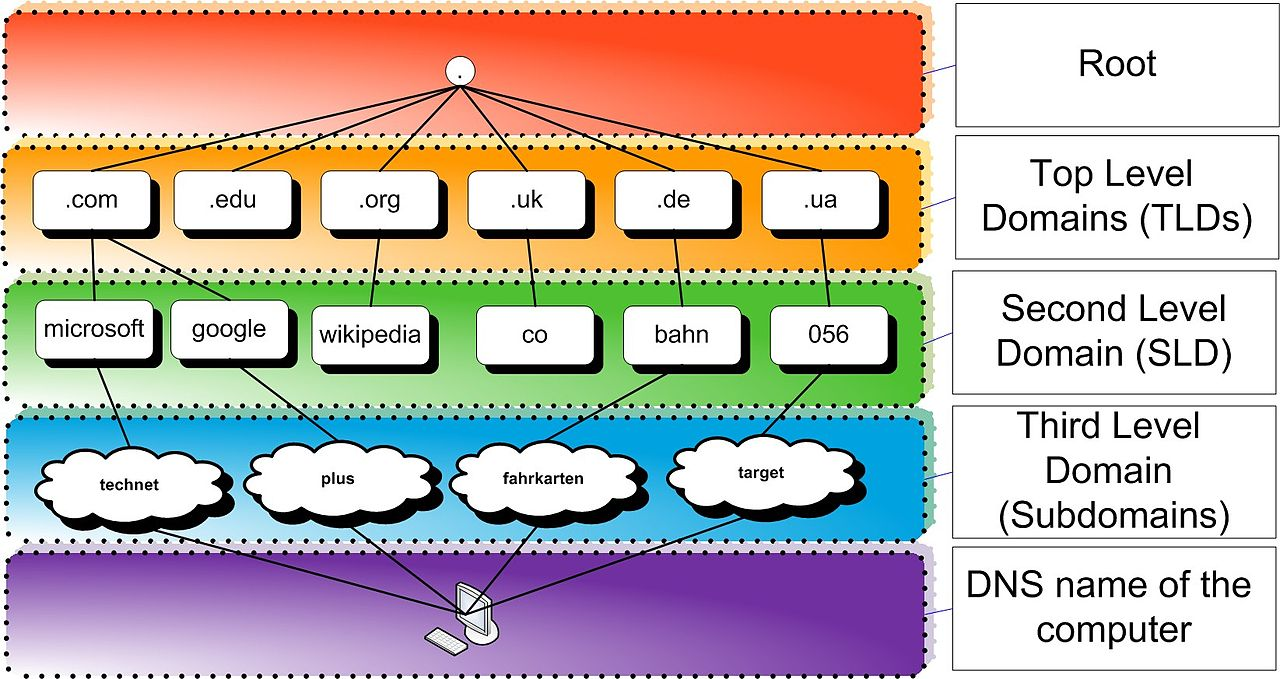 .
Root
.com
.edu
.org
.uk
.de
.ua
Top Level
Domains (TLDs)
microsoft
google
wikipedia
co
bahn
056
Second Level
Domain (SLD)
technet
plus
fahrkarten
target
Third Level
Domain
(Subdomains)
DNS name of the
computer